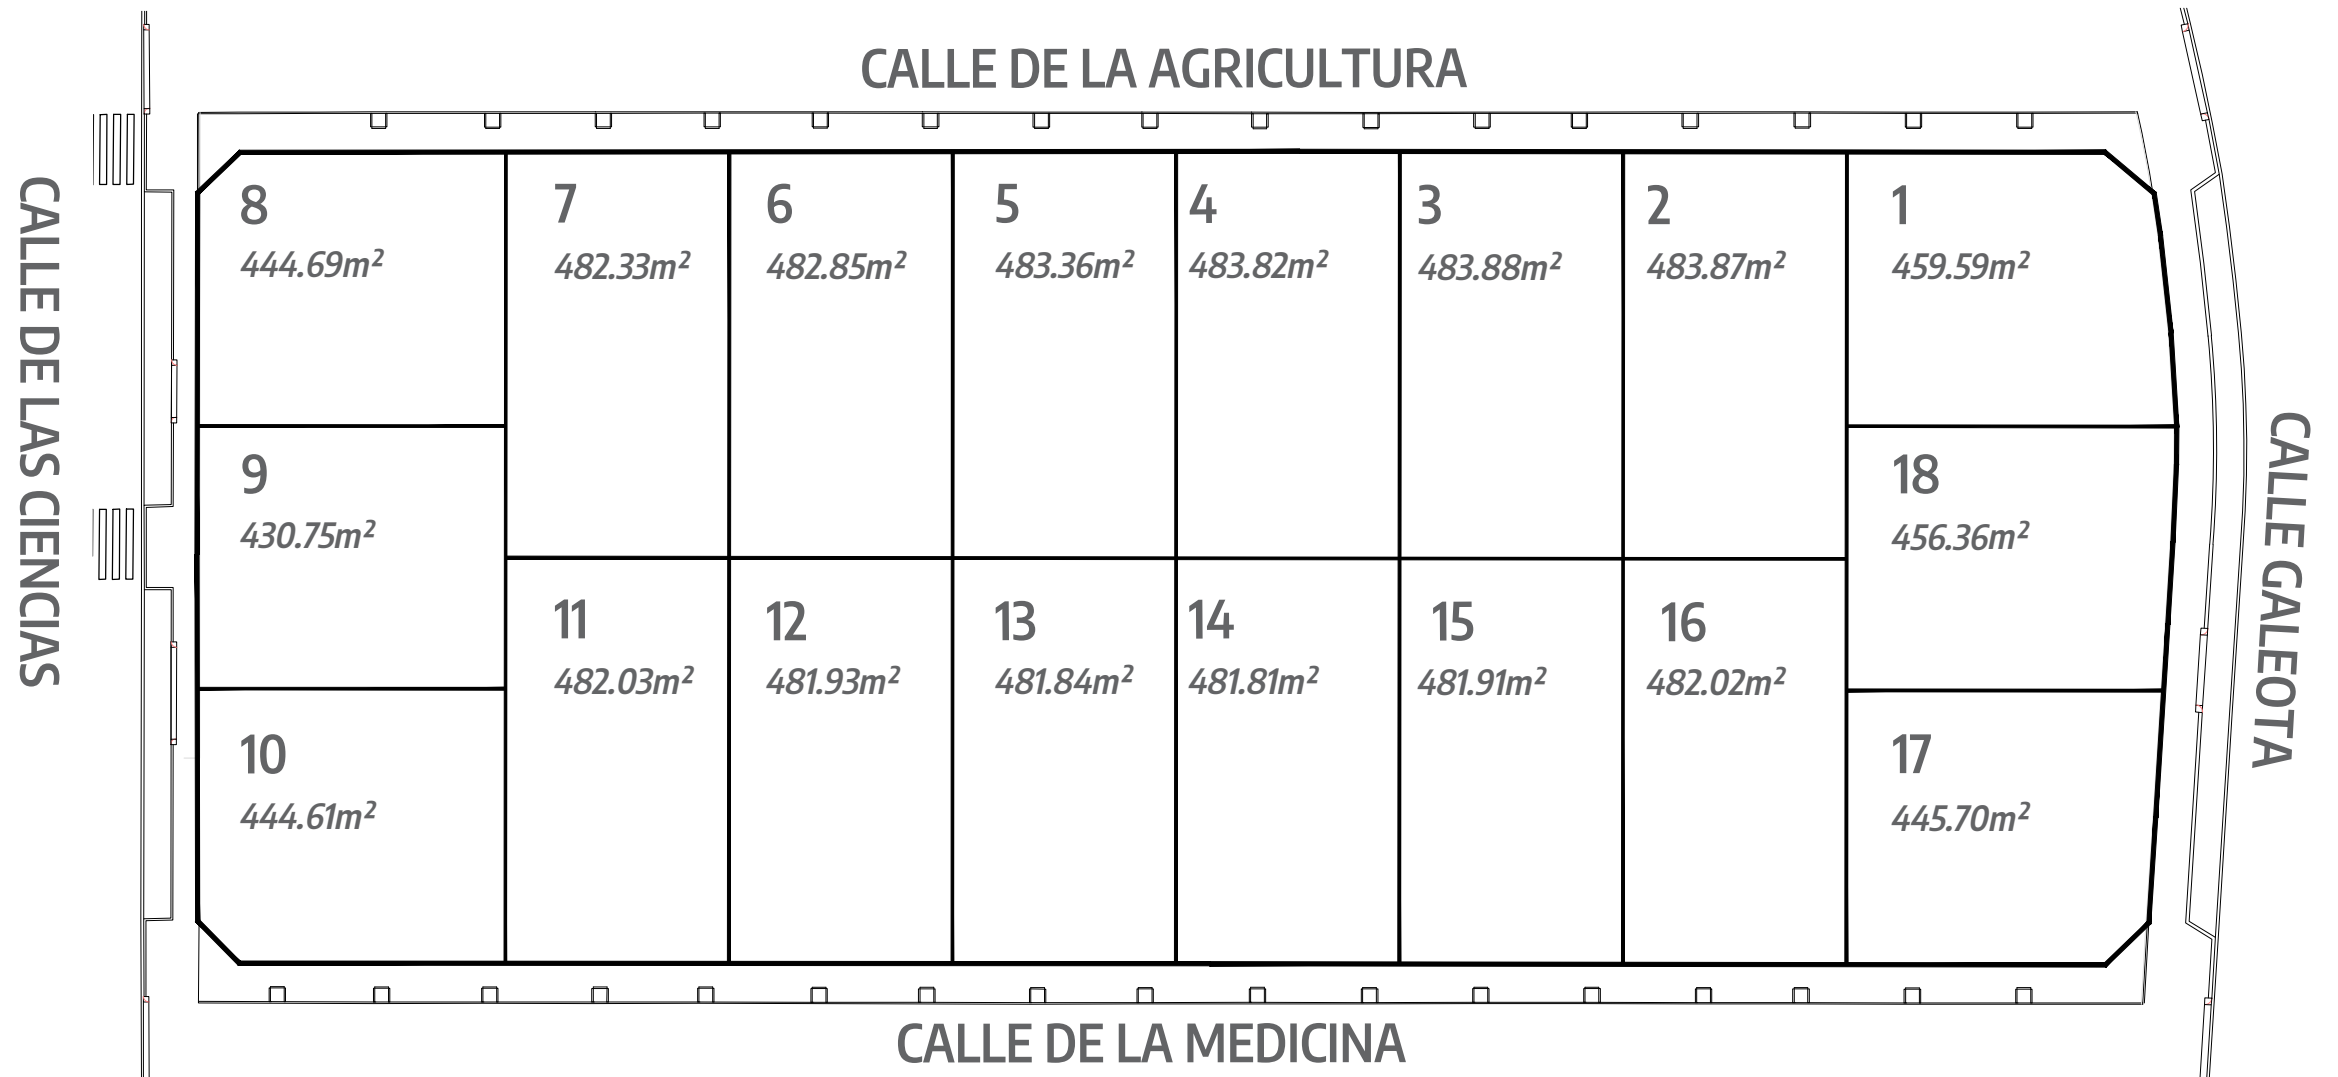 CALLE DE LA AGRICULTURA
CALLE DE LAS CIENCIAS
8
444.69m²
7
482.33m²
6
482.85m²
5
483.36m²
4
483.82m²
3
483.88m²
2
483.87m²
1
459.59m²
9
430.75m²
18
456.36m²
11
482.03m²
12
481.93m²
13
481.84m²
14
481.81m²
15
481.91m²
16
482.02m²
10
444.61m²
17
445.70m²
CALLE GALEOTA
CALLE DE LA MEDICINA